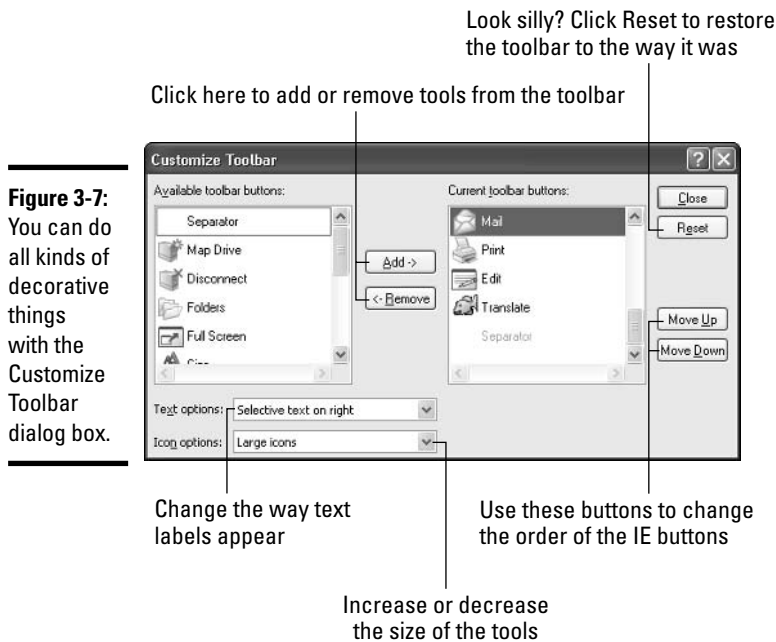 Look silly? Click Reset to restore
the toolbar to the way it was
Click here to add or remove tools from the toolbar
Figure 3-7:
You can do
all kinds of
decorative
things
with the
Customize
Toolbar
dialog box.
Customize Toolbar
Available toolbar buttons:
Separator
Map Drive
Disconnect
Folders
Full Screen
Add ->
<- Remove
Current toolbar buttons:
Mail
Print
Edit
Translate
Separator
Close
Reset
Move Up
Move Down
Text options: Selective text on right
Icon options: Large icons
Change the way text
labels appear
Use these buttons to change
the order of the IE buttons
Increase or decrease
the size of the tools